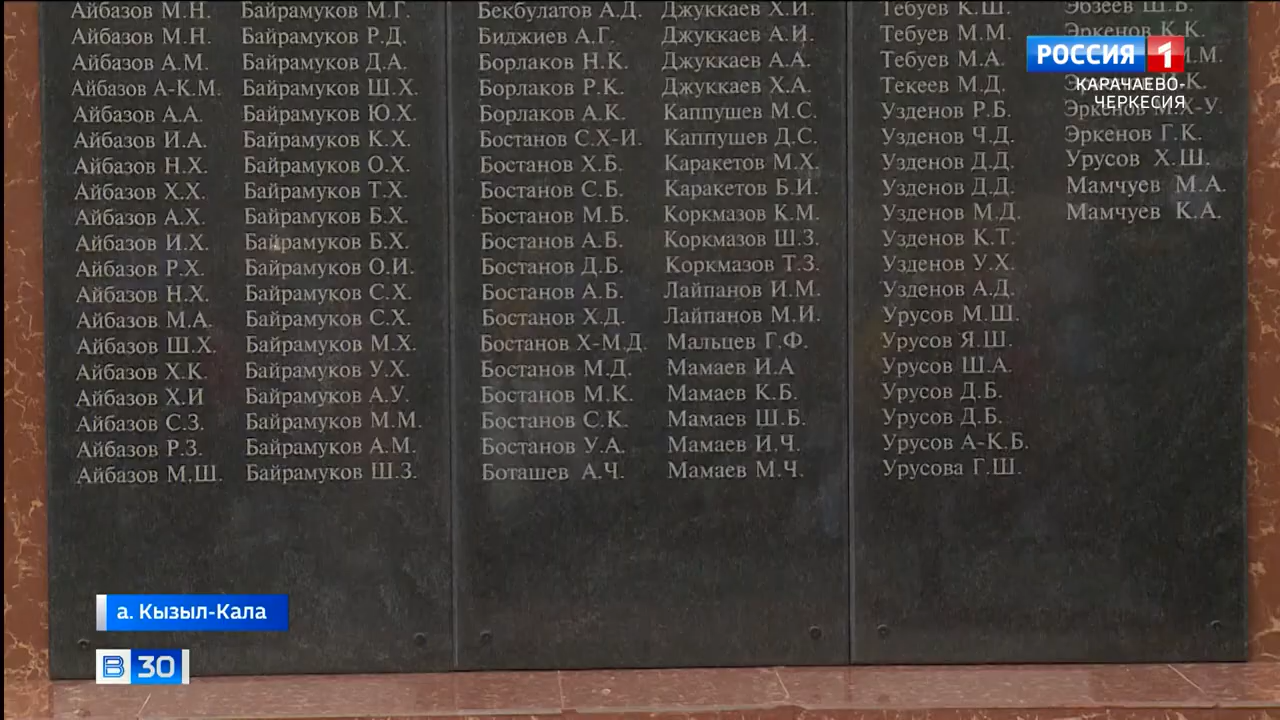 Айбазов М.Н.
Айбазов М.Н.
Айбазов А.М.
Айбазов А-К.М.
Айбазов А.А.
Айбазов И.А.
Айбазов Н.Х.
Айбазов Х.Х.
Айбазов А.Х.
Айбазов И.Х.
Айбазов Р.Х.
Айбазов Н.Х.
Айбазов М.А.
Айбазов Ш.Х.
Айбазов Х.К.
Айбазов Х.И
Айбазов С.З.
Айбазов Р.З.
Айбазов М.Ш.
Байрамуков М.Г.
Байрамуков Р.Д.
Байрамуков Д.А.
Байрамуков Ш.Х.
Байрамуков Ю.Х.
Байрамуков К.Х.
Байрамуков О.Х.
Байрамуков Т.Х.
Байрамуков Б.Х.
Байрамуков Б.Х.
Байрамуков О.И.
Байрамуков С.Х.
Байрамуков С.Х.
Байрамуков М.Х.
Байрамуков У.Х.
Байрамуков А.У.
Байрамуков М.М.
Байрамуков А.М.
Байрамуков Ш.З.
Бекбулатов А.Д.
Биджиев А.Г.
Борлаков Н.К.
Борлаков Р.К.
Борлаков А.К.
Бостанов С.Х-И.
Бостанов Х.Б.
Бостанов С.Б.
Бостанов М.Б.
Бостанов А.Б.
Бостанов Д.Б.
Бостанов А.Б.
Бостанов Х.Д.
Бостанов Х-М.Д.
Бостанов М.Д.
Бостанов М.К.
Бостанов С.К.
Бостанов У.А.
Боташев А.Ч.
Джуккаев Х.И.
Джуккаев А.И.
Джуккаев А.А.
Джуккаев Х.А.
Каппушев М.С.
Каппушев Д.С.
Каракетов М.Х.
Каракетов Б.И.
Коркмазов К.М.
Коркмазов Ш.З.
Коркмазов Т.З.
Лайпанов И.М.
Лайпанов М.И.
Мальцев Г.Ф.
Мамаев И.А
Мамаев К.Б.
Мамаев Ш.Б.
Мамаев И.Ч.
Мамаев М.Ч.
Тебуев К.Ш.
Тебуев М.М.
Тебуев М.А.
Текеев М.Д.
Узденов Р.Б.
Узденов Ч.Д.
Узденов Д.Д.
Узденов Д.Д.
Узденов М.Д.
Узденов К.Т.
Узденов У.Х.
Узденов А.Д.
Урусов М.Ш.
Урусов Я.Ш.
Урусов Ш.А.
Урусов Д.Б.
Урусов Д.Б.
Урусов А-К.Б.
Урусова Г.Ш.
Эбзеев Ш.Б.
Эркенов К.К.
Эркенов М.Х-У.
Эркенов Г.К.
Урусов Х.Ш.
Мамчуев М.А.
Мамчуев К.А.
РОССИЯ 1
КАРАЧАЕВО-
ЧЕРКЕСИЯ
а. Кызыл-Кала
В 30